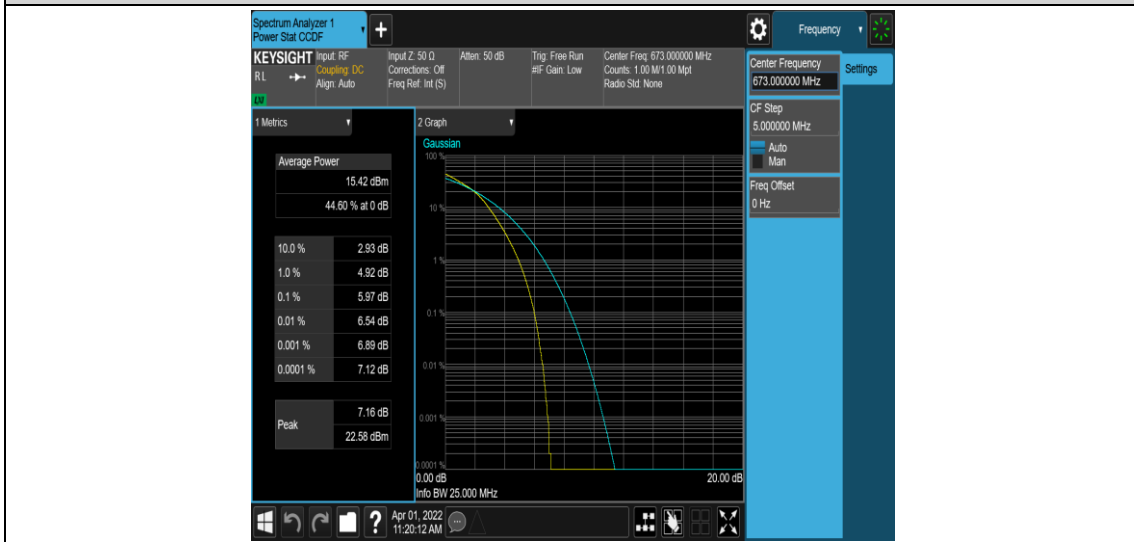 Spectrum Analyzer 1
Power Stat CCDF
+
Frequency
KEYSIGHT
RL
LXI
Input: RF
Coupling: DC
Align: Auto
Input Z: 50 Ω
Corrections: Off
Freq Ref: Int (S)
Atten: 50 dB
Trig: Free Run
#IF Gain: Low
Center Freq: 673.000000 MHz
Counts: 1.00 M/1.00 Mpt
Radio Std: None
Center Frequency
673.000000 MHz
Settings
CF Step
5.000000 MHz
Auto
Man
Freq Offset
0 Hz
1 Metrics
Average Power
15.42 dBm
44.60 % at 0 dB
10.0 % 2.93 dB
1.0 % 4.92 dB
0.1 % 5.97 dB
0.01 % 6.54 dB
0.001 % 6.89 dB
0.0001 % 7.12 dB
Peak
7.16 dB
22.58 dBm
2 Graph
Gaussian
100 %
10 %
1 %
0.1 %
0.01 %
0.001 %
0.0001 %
0.00 dB 20.00 dB
Info BW 25.000 MHz
?
Apr 01, 2022
11:20:12 AM